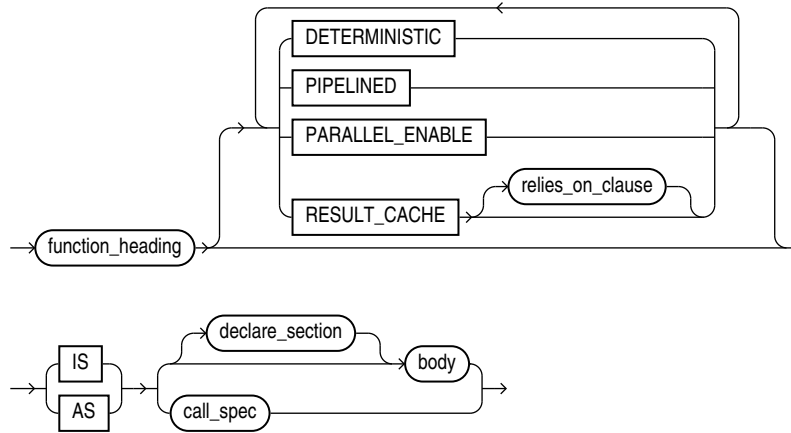 DETERMINISTIC
PIPELINED
PARALLEL_ENABLE
relies_on_clause
RESULT_CACHE
function_heading
declare_section
IS
body
AS
call_spec